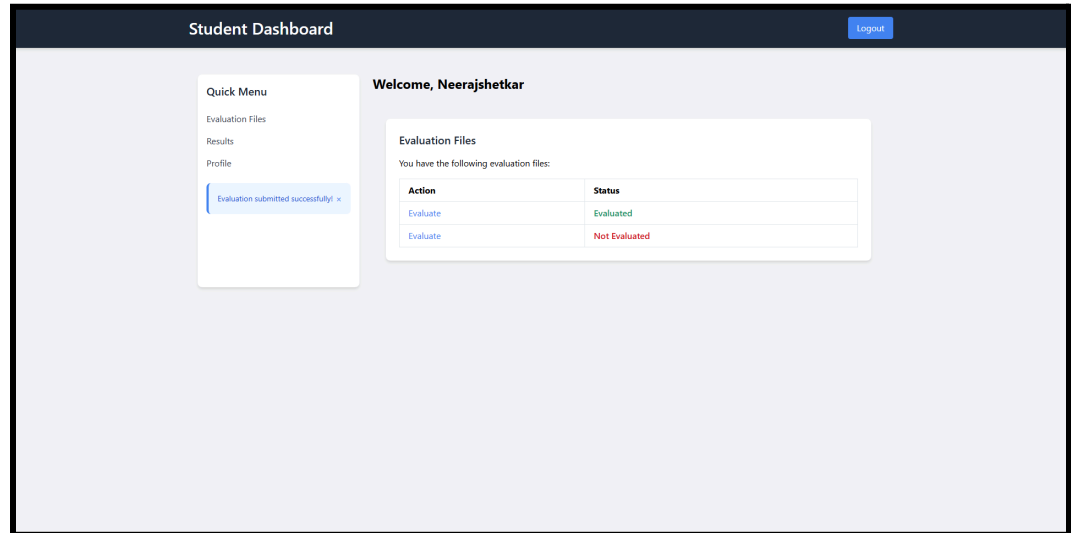 Student Dashboard
Logout
Quick Menu
Evaluation Files
Results
Profile
Evaluation submitted successfully! ×
Welcome, Neerajshetkar
Evaluation Files
You have the following evaluation files:
Action Status
Evaluate Evaluated
Evaluate Not Evaluated